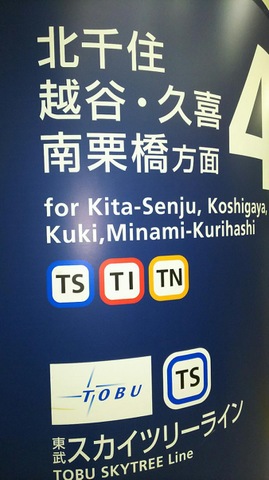 北千住
越谷・久喜
南栗橋方面
4
for Kita-Senju, Koshigaya,
Kuki,Minami-Kurihashi
TS TI TN
TOBU TS
東武スカイツリーライン
TOBU SKYTREE Line